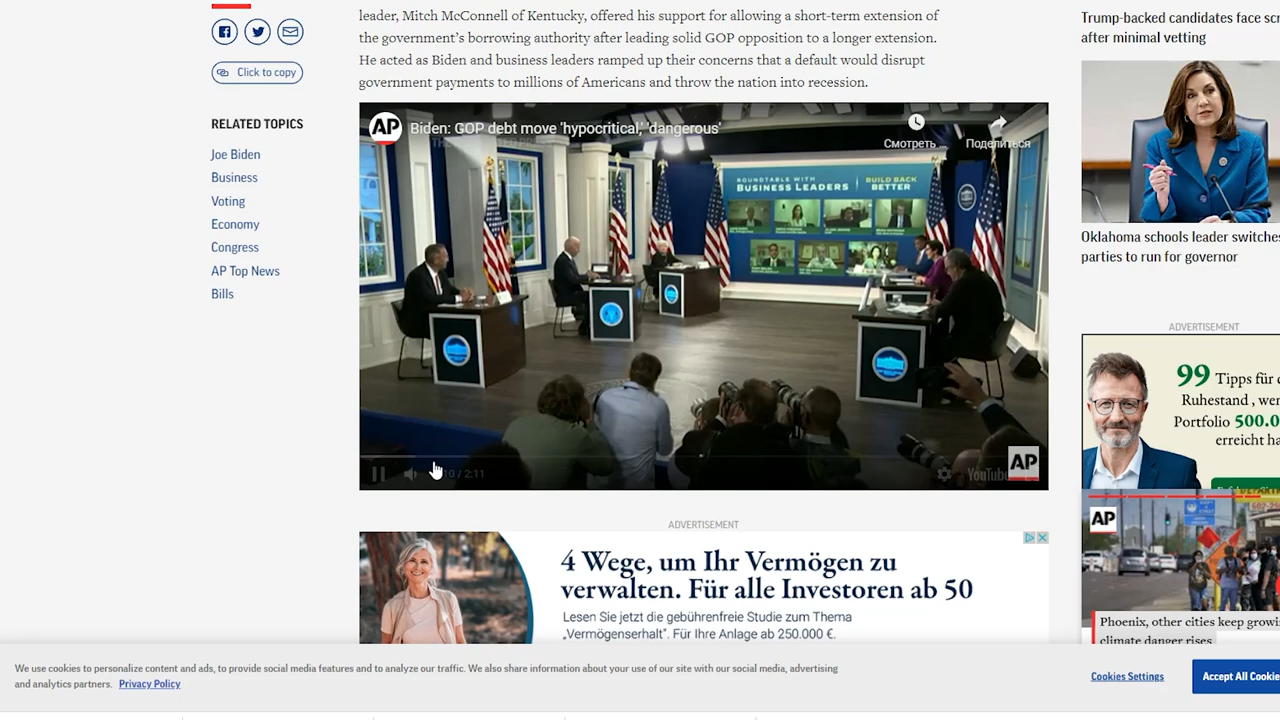 leader, Mitch McConnell of Kentucky, offered his support for allowing a short-term extension of
the government's borrowing authority after leading solid GOP opposition to a longer extension.
He acted as Biden and business leaders ramped up their concerns that a default would disrupt
government payments to millions of Americans and throw the nation into recession.
Click to copy
RELATED TOPICS
Joe Biden
Business
Voting
Economy
Congress
AP Top News
Bills
AP
Biden: GOP debt move 'hypocritical,' 'dangerous'
Смотреть ...
Поделиться
ROUNDTABLE WITH
BUSINESS LEADERS
BUILD BACK
BETTER
10 / 2:11
YouTube
AP
ADVERTISEMENT
4 Wege, um Ihr Vermögen zu
verwalten. Für alle Investoren ab 50
Lesen Sie jetzt die gebührenfreie Studie zum Thema
„Vermögenserhalt“. Für Ihre Anlage ab 250.000 €.
Trump-backed candidates face scr
after minimal vetting
Oklahoma schools leader switches
parties to run for governor
ADVERTISEMENT
99 Tipps für d
Ruhestand , wen
Portfolio 500.0
erreicht ha
AP
Phoenix, other cities keep growi
climate danger rises
We use cookies to personalize content and ads, to provide social media features and to analyze our traffic. We also share information about your use of our site with our social media, advertising
and analytics partners. Privacy Policy
Cookies Settings
Accept All Cookie